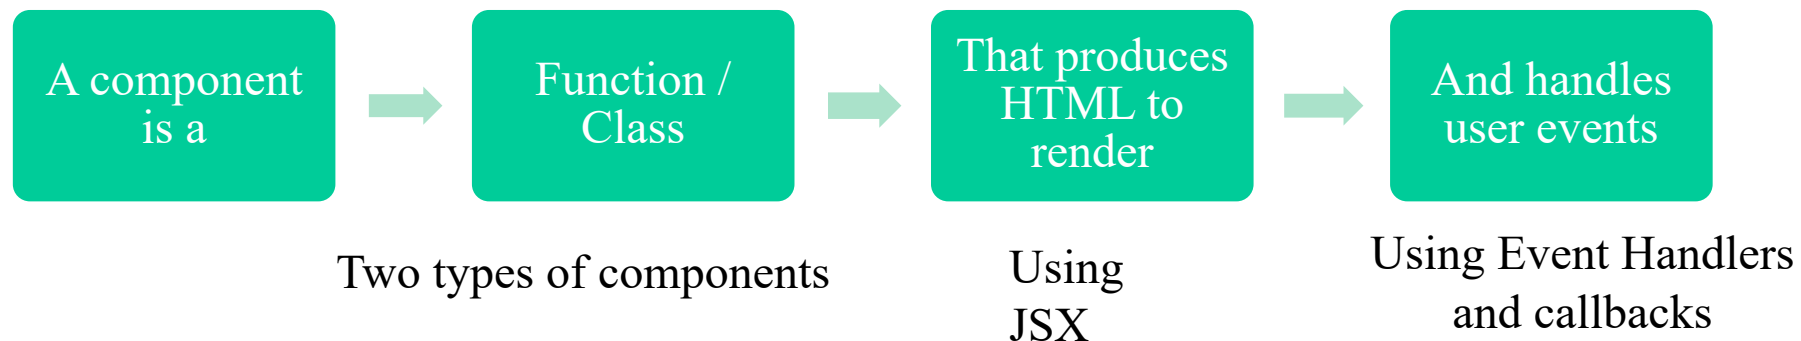 A component
is a
Function /
Class
That produces
HTML to
render
And handles
user events
Two types of components
Using
JSX
Using Event Handlers
and callbacks